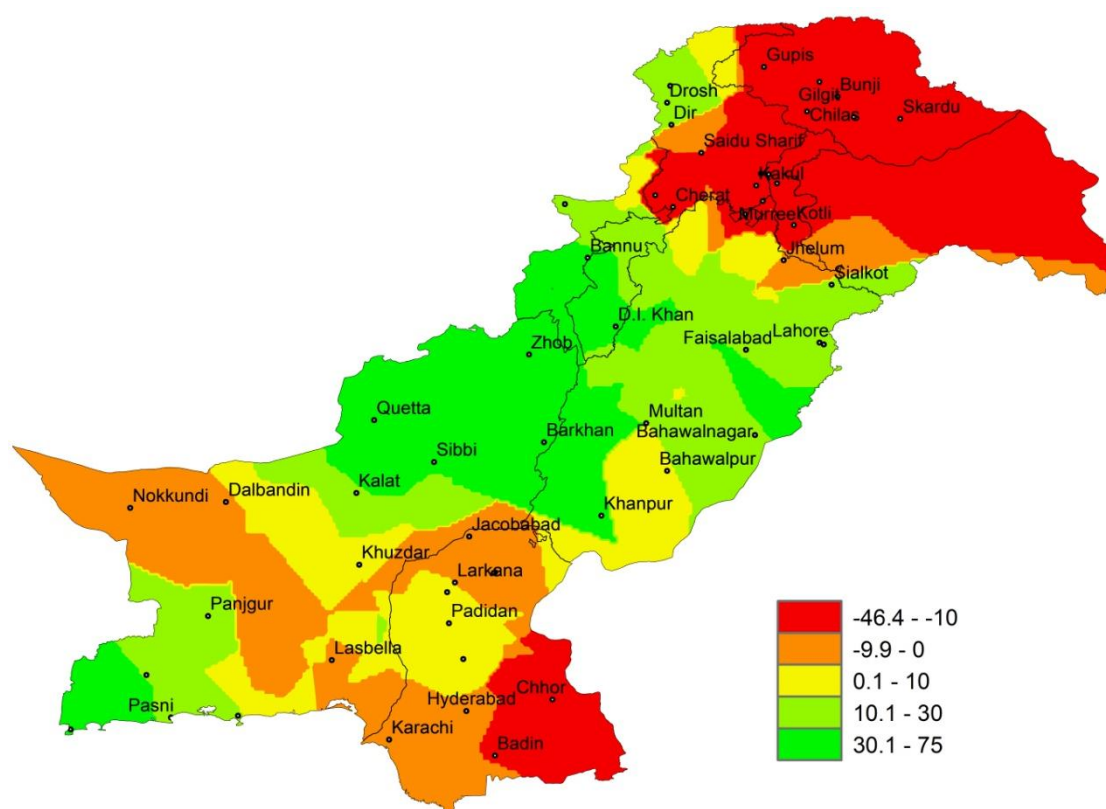 Gupis
Bunji
Gilgit
Skardu
Chilas
Drosh
Dir
Saidu Sharif
Kakul
Cherat
Murree
Kotli
Bannu
Jhelum
Sialkot
D.I. Khan
Faisalabad
Lahore
Zhob
Quetta
Multan
Bahawalnagar
Barkhan
Sibbi
Bahawalpur
Kalat
Nokkundi
Dalbandin
Khanpur
Jacobabad
Khuzdar
Larkana
Panjgur
Padidan
Lasbella
Chhor
Pasni
Hyderabad
Karachi
Badin
-46.4 - -10
-9.9 - 0
0.1 - 10
10.1 - 30
30.1 - 75